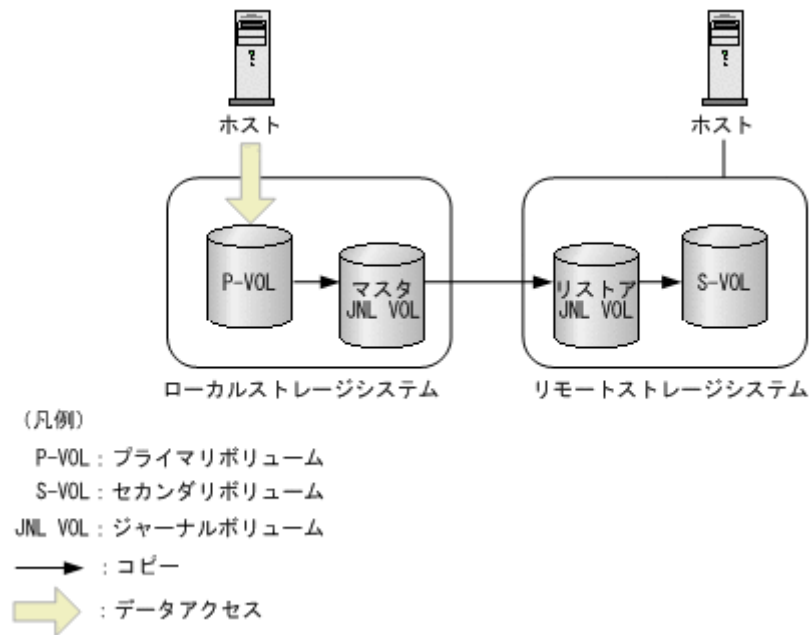 ホスト
ホスト
P-VOL
マスタ
JNL VOL
リストア
JNL VOL
S-VOL
ローカルストレージシステム
リモートストレージシステム
(凡例)
P-VOL:プライマリボリューム
S-VOL:セカンダリボリューム
JNL VOL:ジャーナルボリューム
:コピー
:データアクセス